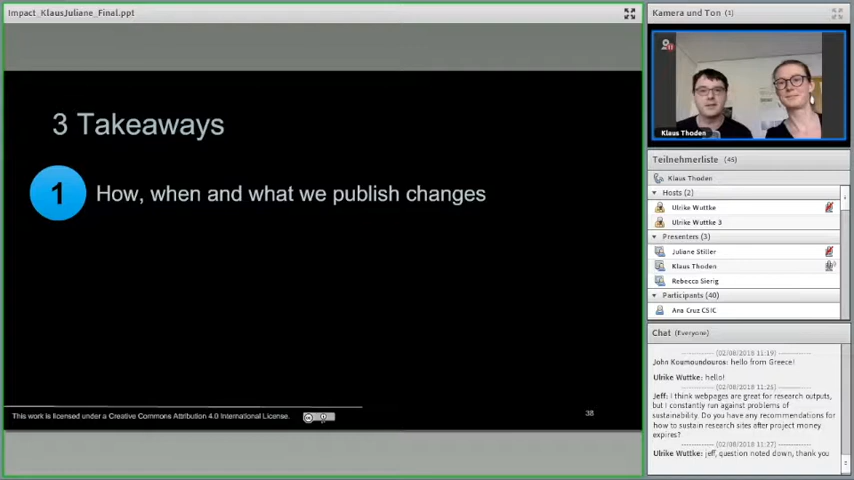 Impact_KlausJuliane_Final.ppt
3 Takeaways
1
How, when and what we publish changes
This work is licensed under a Creative Commons Attribution 4.0 International License.
38
Kamera und Ton (1)
Klaus Thoden
Teilnehmerliste (45)
Klaus Thoden
Hosts (2)
Ulrike Wuttke
Ulrike Wuttke 3
Presenters (3)
Juliane Stiller
Klaus Thoden
Rebecca Sierig
Participants (40)
Ana Cruz CSIC
Chat (Everyone)
------------ (02/08/2018 11:19) ------------
John Koumoundouros: hello from Greece!
Ulrike Wuttke: hello!
------------ (02/08/2018 11:25) ------------
Jeff: I think webpages are great for research outputs,
but I constantly run against problems of
sustainability. Do you have any recommendations for
how to sustain research sites after project money
expires?
------------ (02/08/2018 11:27) ------------
Ulrike Wuttke: jeff, question noted down, thank you